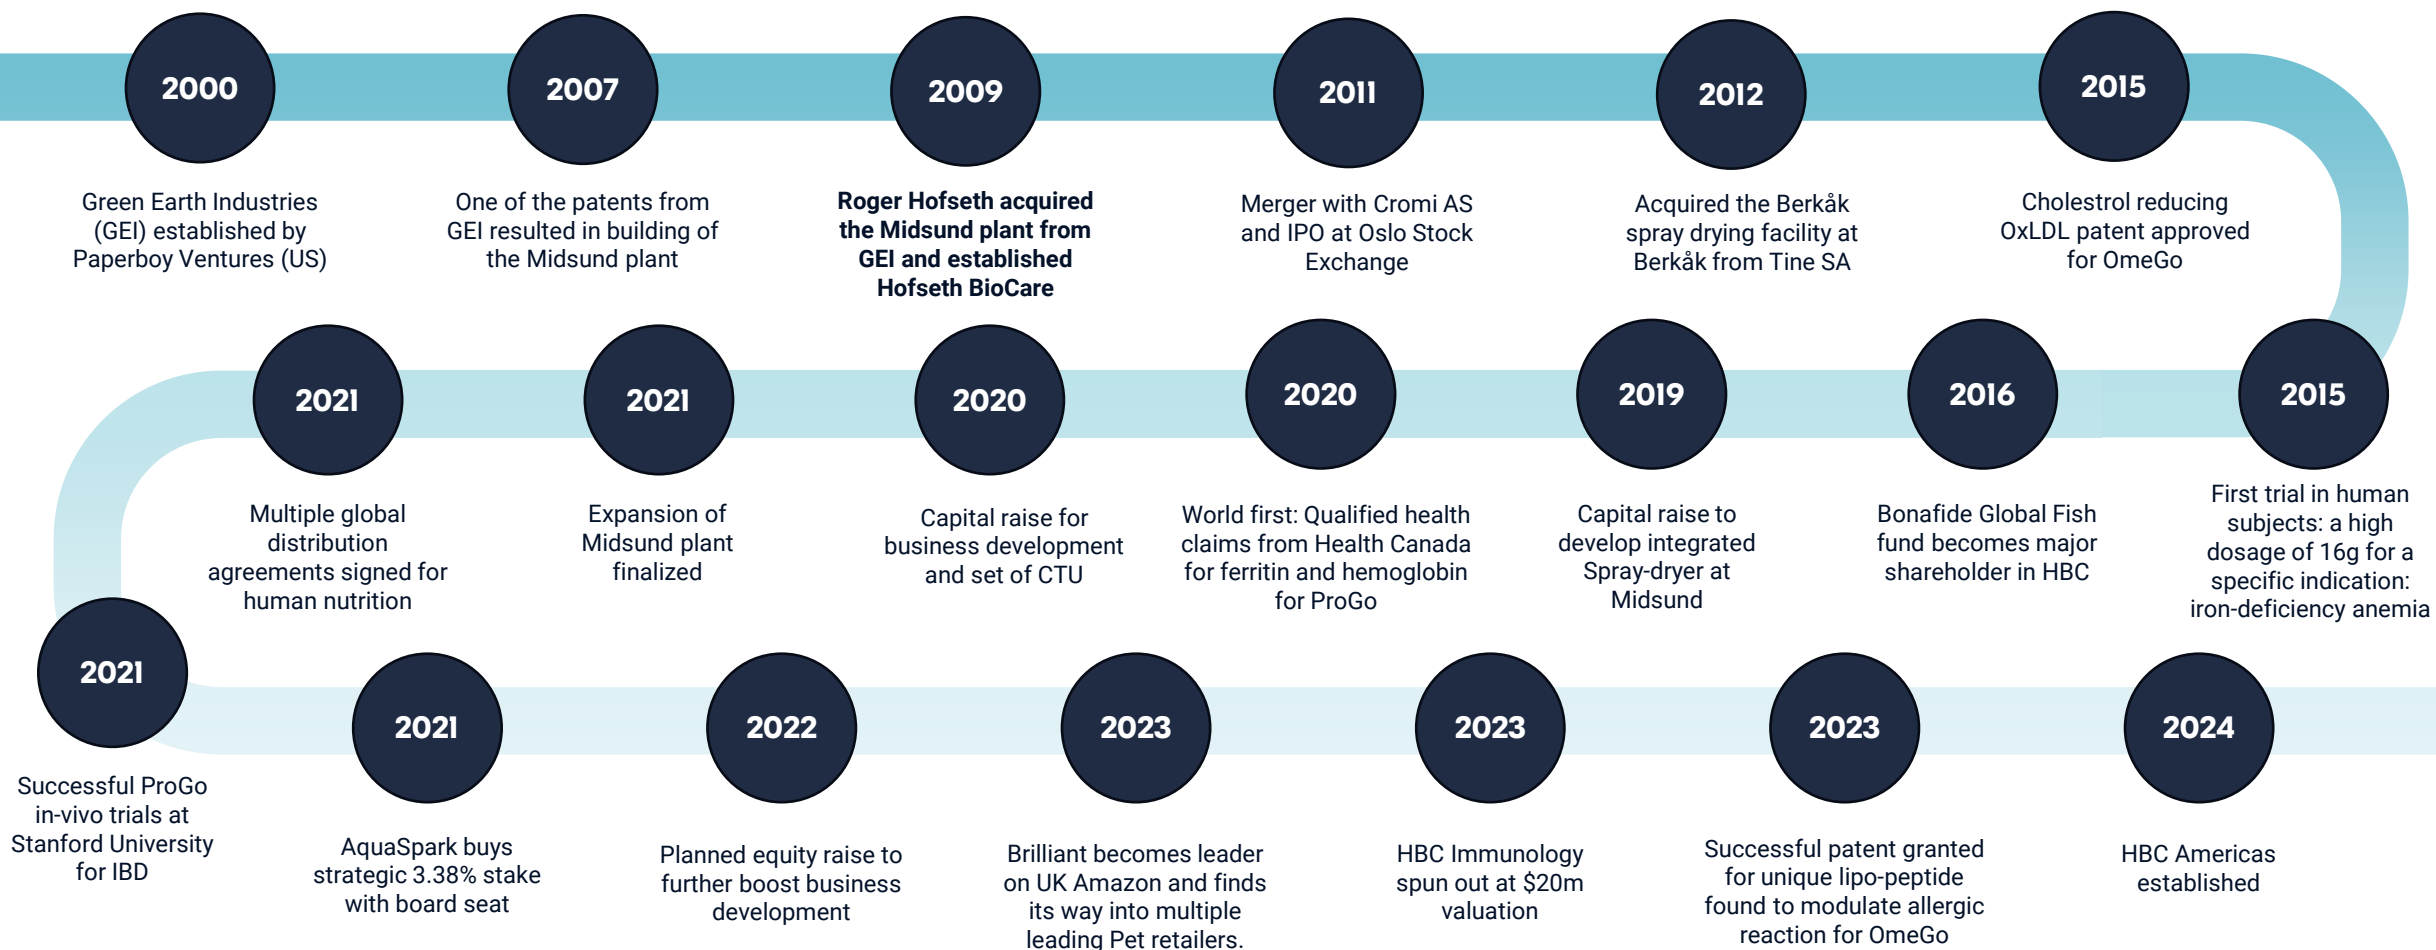 2000
Green Earth Industries
(GEI) established by
Paperboy Ventures (US)
2007
One of the patents from
GEI resulted in building of
the Midsund plant
2009
Roger Hofseth acquired
the Midsund plant from
GEI and established
Hofseth BioCare
2011
Merger with Cromi AS
and IPO at Oslo Stock
Exchange
2012
Acquired the Berkåk
spray drying facility at
Berkåk from Tine SA
2015
Cholestrol reducing
OxLDL patent approved
for OmeGo
2015
First trial in human
subjects: a high
dosage of 16g for a
specific indication:
iron-deficiency anemia
2016
Bonafide Global Fish
fund becomes major
shareholder in HBC
2019
Capital raise to
develop integrated
Spray-dryer at
Midsund
2020
World first: Qualified health
claims from Health Canada
for ferritin and hemoglobin
for ProGo
2020
Capital raise for
business development
and set of CTU
2021
Expansion of
Midsund plant
finalized
2021
Multiple global
distribution
agreements signed for
human nutrition
2021
Successful ProGo
in-vivo trials at
Stanford University
for IBD
2021
AquaSpark buys
strategic 3.38% stake
with board seat
2022
Planned equity raise to
further boost business
development
2023
Brilliant becomes leader
on UK Amazon and finds
its way into multiple
leading Pet retailers.
2023
HBC Immunology
spun out at $20m
valuation
2023
Successful patent granted
for unique lipo-peptide
found to modulate allergic
reaction for OmeGo
2024
HBC Americas
established